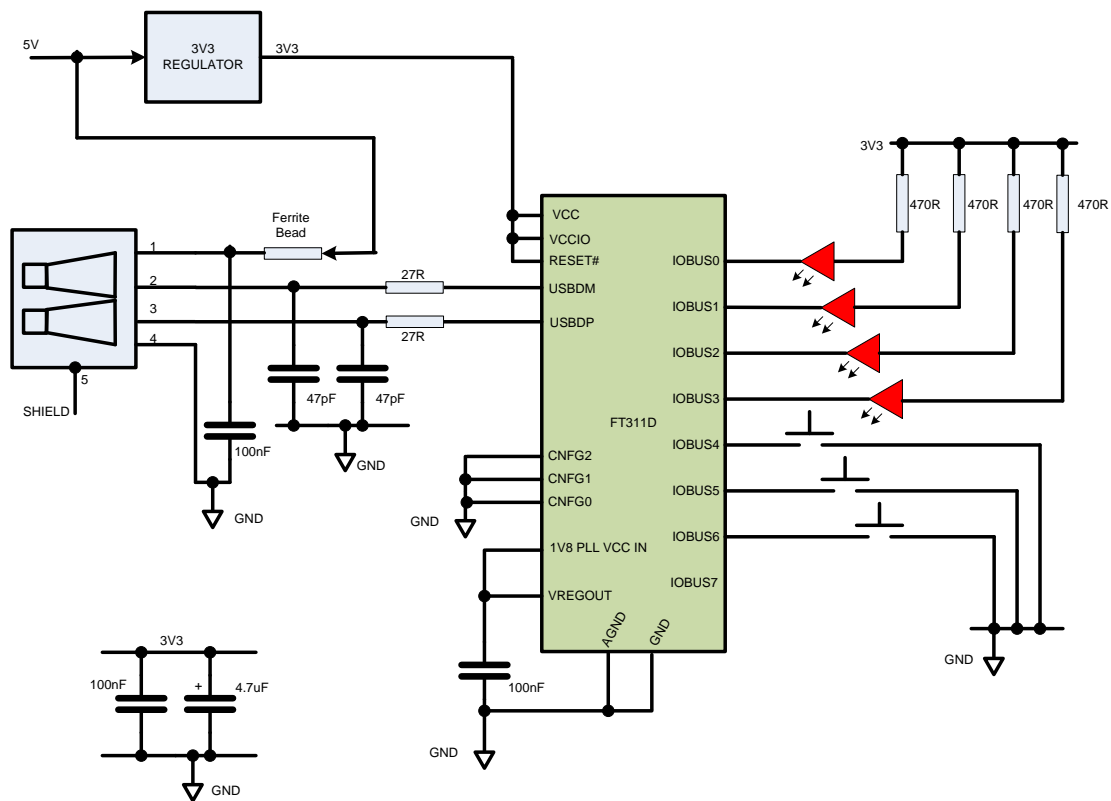 5V
3V3
REGULATOR
3V3
3V3
470R
470R
470R
470R
Ferrite
Bead
1
2
3
4
5
SHIELD
27R
27R
47pF
47pF
GND
100nF
GND
VCC
VCCIO
RESET#
USBDM
USBDP
FT311D
CNFG2
CNFG1
CNFG0
GND
1V8 PLL VCC IN
VREGOUT
AGND
GND
IOBUS0
IOBUS1
IOBUS2
IOBUS3
IOBUS4
IOBUS5
IOBUS6
IOBUS7
GND
100nF
GND
3V3
100nF
+
4.7uF
GND